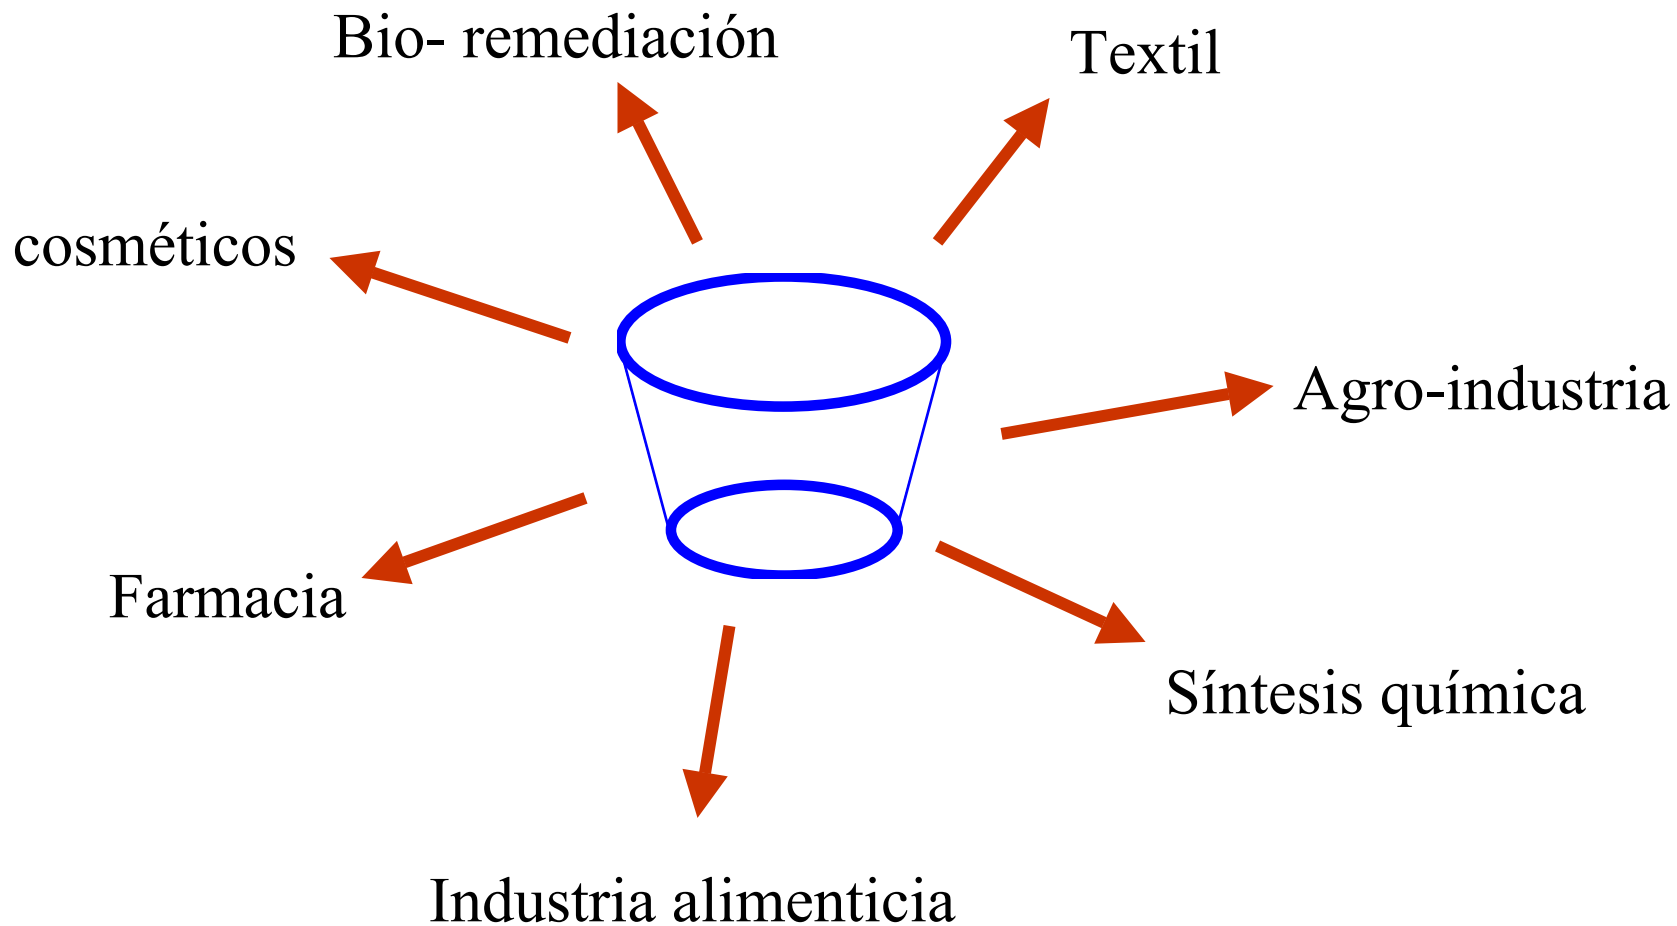 Bio- remediación
Textil
cosméticos
Agro-industria
Farmacia
Síntesis química
Industria alimenticia